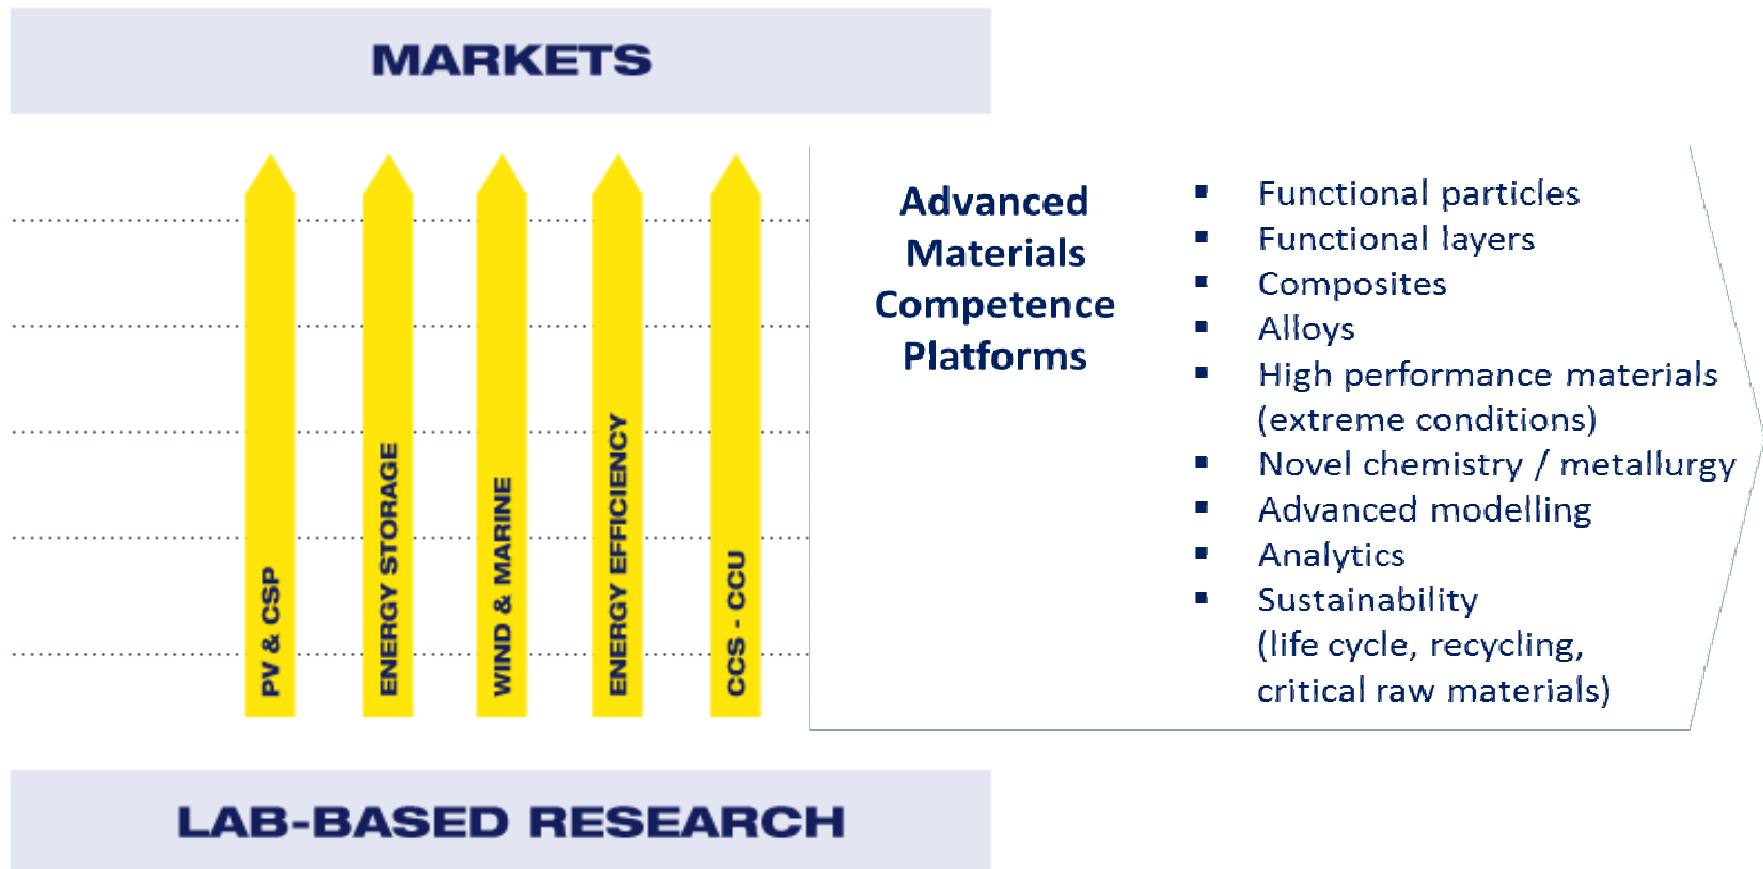 MARKETS
PV & CSP
ENERGY STORAGE
WIND & MARINE
ENERGY EFFICIENCY
CCS - CCU
Advanced
Materials
Competence
Platforms
▪ Functional particles
▪ Functional layers
▪ Composites
▪ Alloys
▪ High performance materials
(extreme conditions)
▪ Novel chemistry / metallurgy
▪ Advanced modelling
▪ Analytics
▪ Sustainability
(life cycle, recycling,
critical raw materials)
LAB-BASED RESEARCH